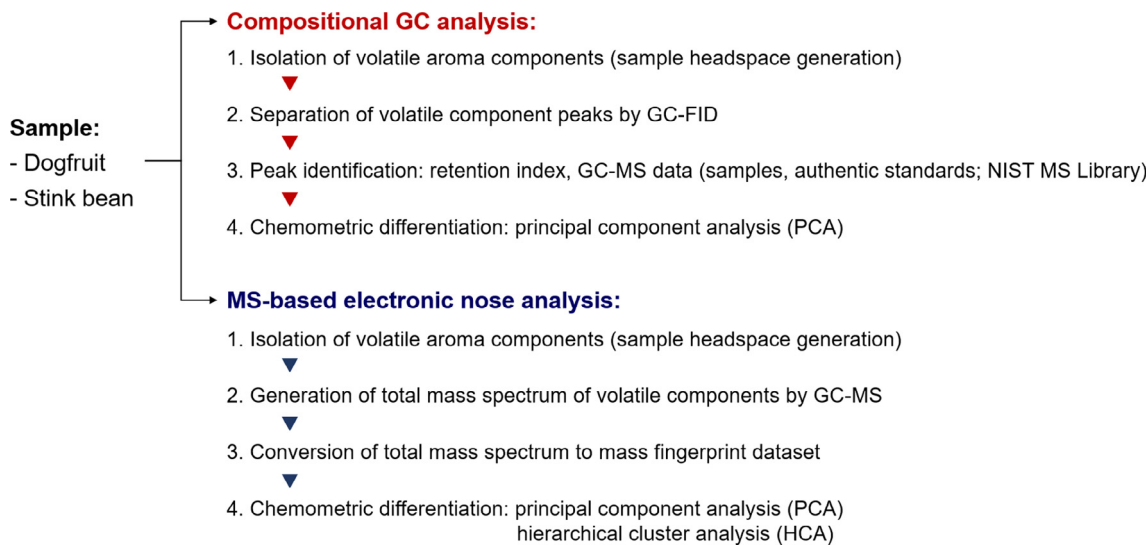 Sample:
- Dogfruit
- Stink bean
Compositional GC analysis:
1. Isolation of volatile aroma components (sample headspace generation)
2. Separation of volatile component peaks by GC-FID
3. Peak identification: retention index, GC-MS data (samples, authentic standards; NIST MS Library)
4. Chemometric differentiation: principal component analysis (PCA)
MS-based electronic nose analysis:
1. Isolation of volatile aroma components (sample headspace generation)
2. Generation of total mass spectrum of volatile components by GC-MS
3. Conversion of total mass spectrum to mass fingerprint dataset
4. Chemometric differentiation: principal component analysis (PCA)
hierarchical cluster analysis (HCA)